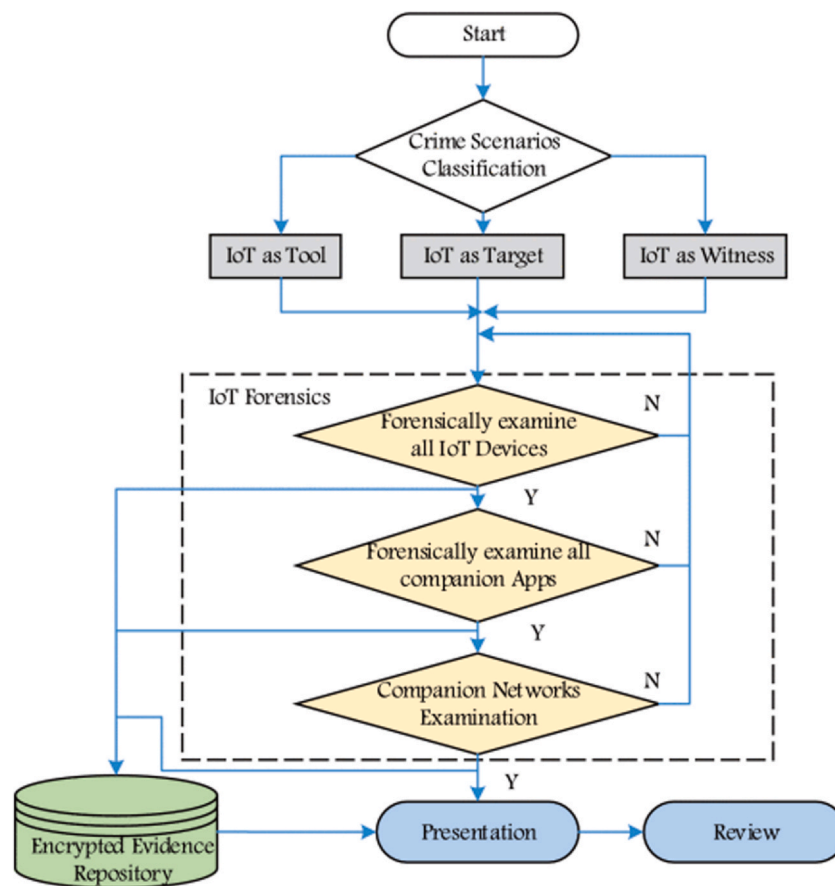 Start
Crime Scenarios
Classification
IoT as Tool
IoT as Target
IoT as Witness
IoT Forensics
Forensically examine
all IoT Devices
N
Y
Forensically examine all
companion Apps
N
Y
Companion Networks
Examination
N
Y
Encrypted Evidence
Repository
Presentation
Review